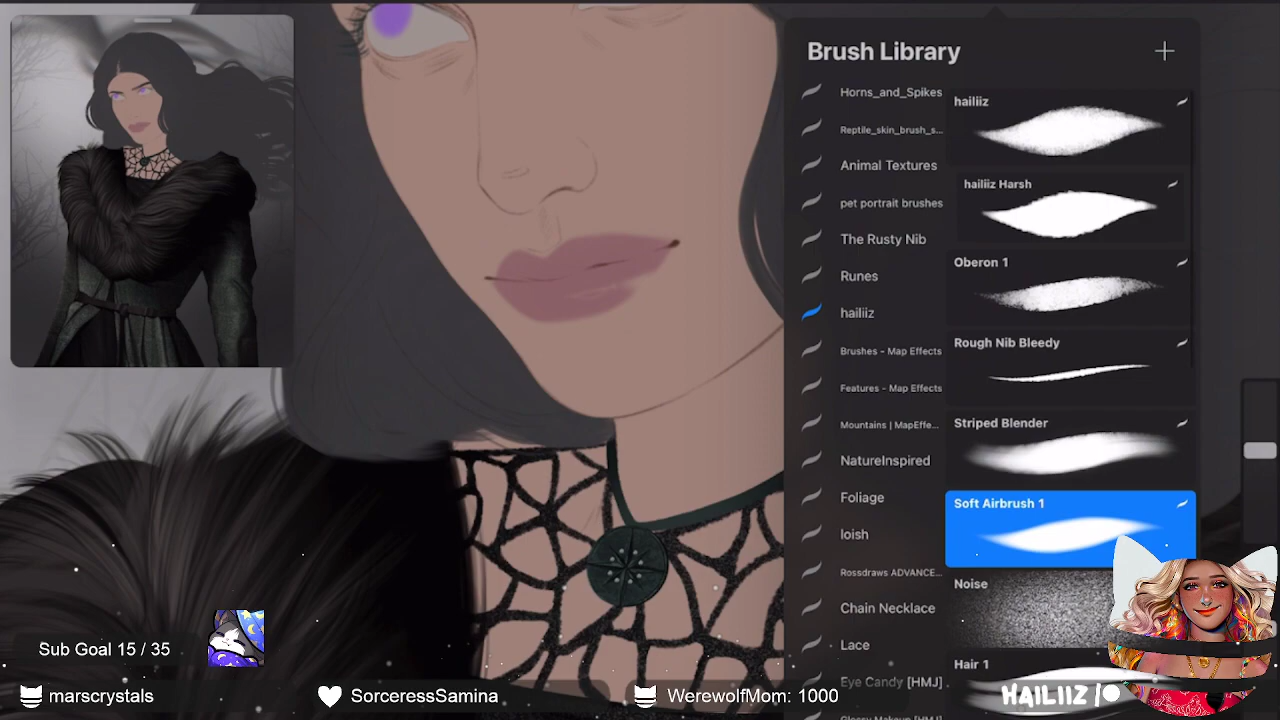 Brush Library
Horns_and_Spikes
Reptile_skin_brush_s...
Animal Textures
pet portrait brushes
The Rusty Nib
Runes
hailiiz
Brushes - Map Effects
Features - Map Effects
Mountains | MapEffe...
NatureInspired
Foliage
loish
Rossdraws ADVANCE...
Chain Necklace
Lace
Eye Candy [HMJ]
Glossy Makeup [HMJ]
hailiiz
hailiiz Harsh
Oberon 1
Rough Nib Bleedy
Striped Blender
Soft Airbrush 1
Noise
Hair 1
Sub Goal 15 / 35
marscrystals
SorceressSamina
WerewolfMom: 1000
HAILIIZ